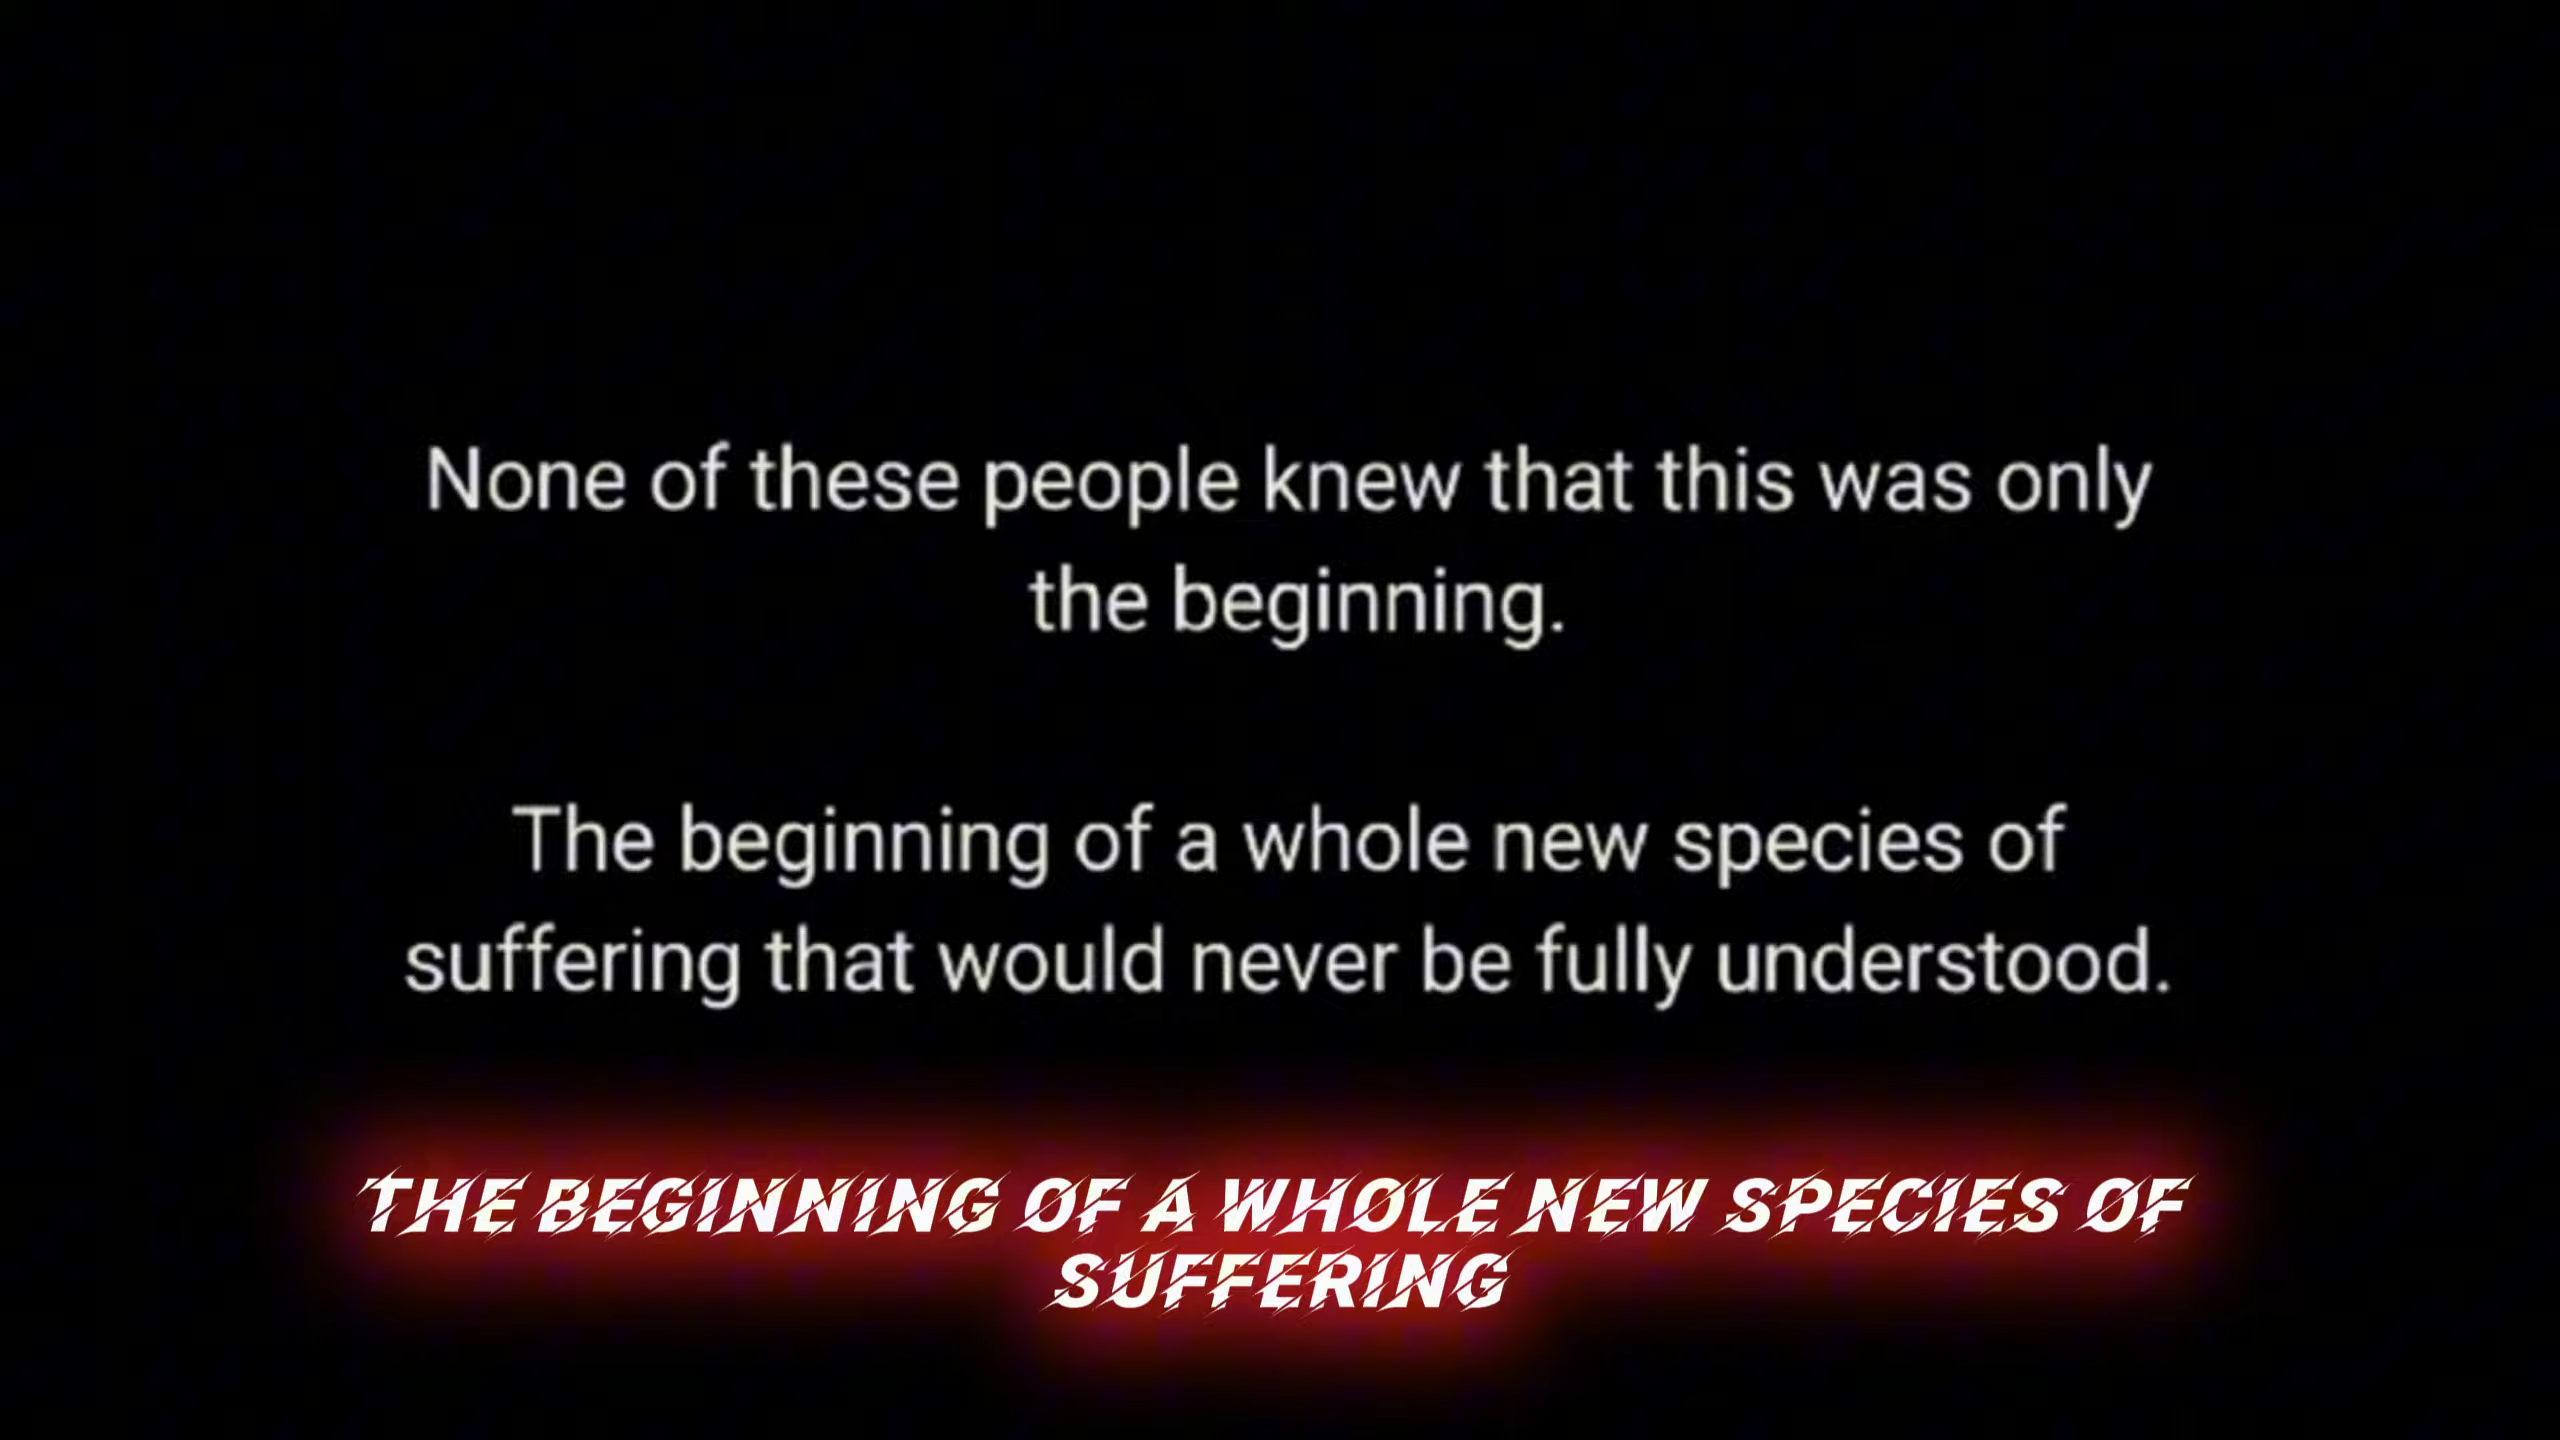 None of these people knew that this was only
the beginning.
The beginning of a whole new species of
suffering that would never be fully understood.
THE BEGINNING OF A WHOLE NEW SPECIES OF
SUFFERING